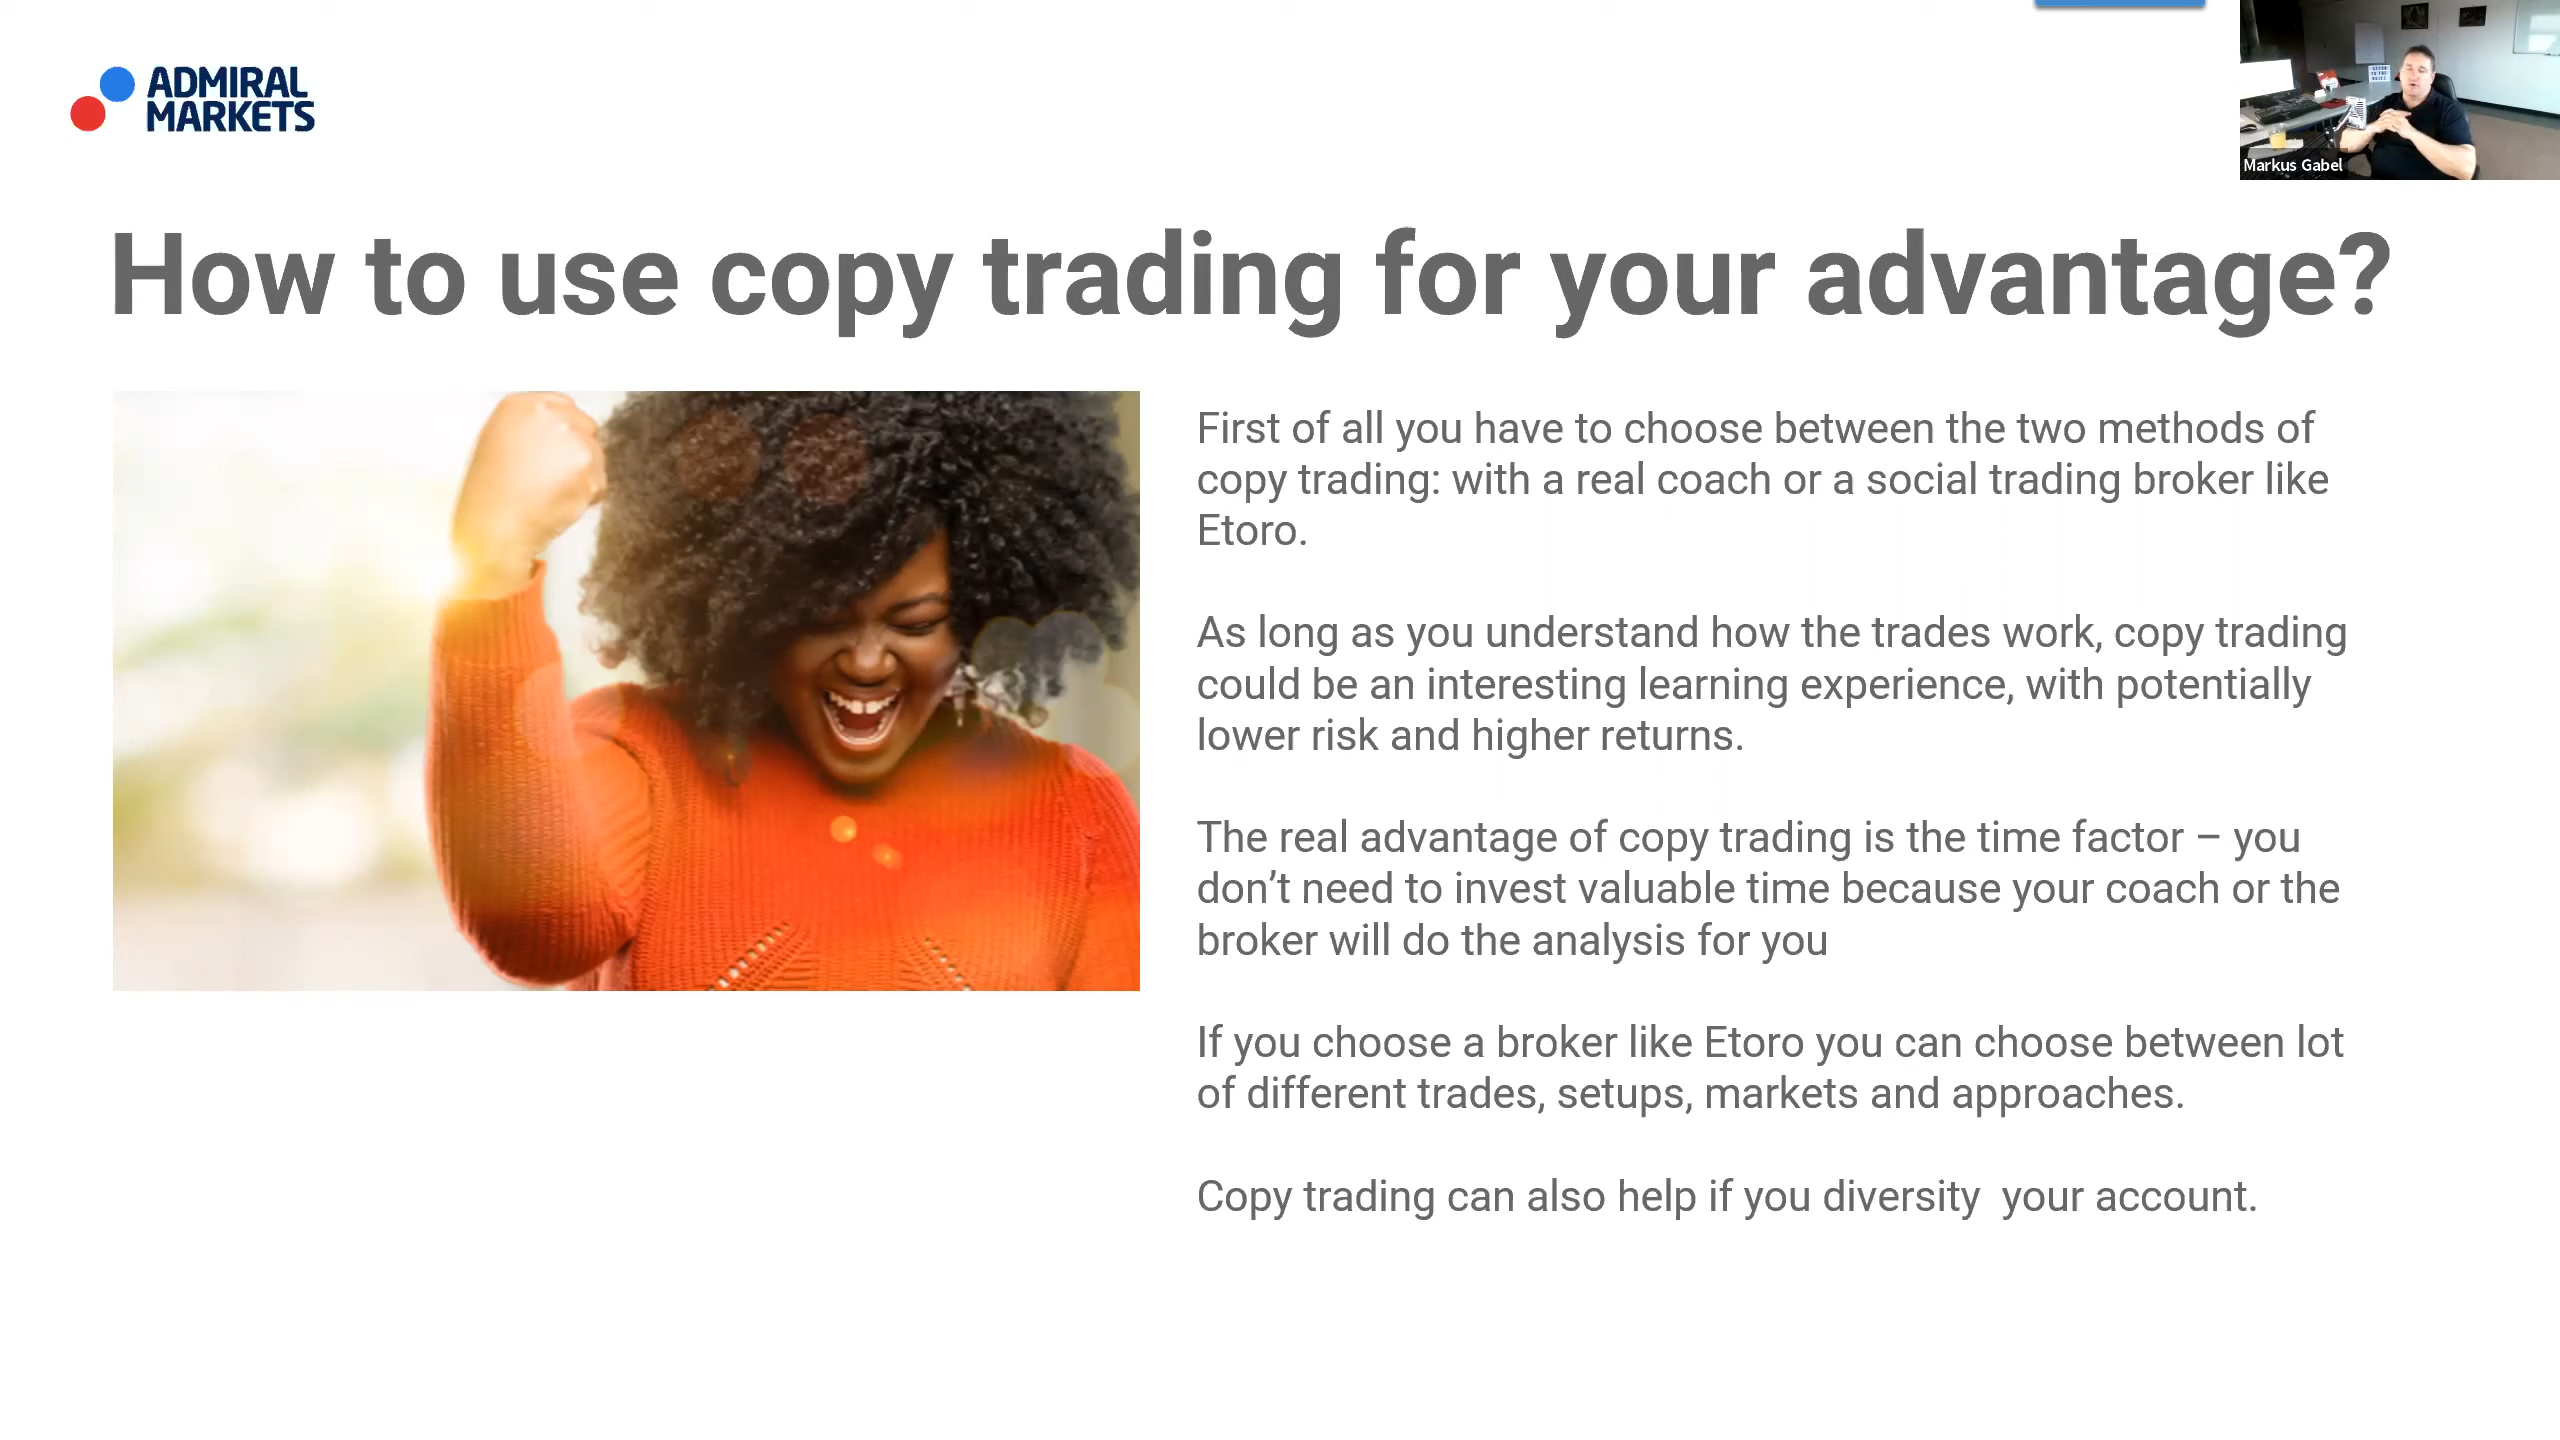 ADMIRAL
MARKETS
Markus Gabel
How to use copy trading for your advantage?
First of all you have to choose between the two methods of
copy trading: with a real coach or a social trading broker like
Etoro.
As long as you understand how the trades work, copy trading
could be an interesting learning experience, with potentially
lower risk and higher returns.
The real advantage of copy trading is the time factor – you
don’t need to invest valuable time because your coach or the
broker will do the analysis for you
If you choose a broker like Etoro you can choose between lot
of different trades, setups, markets and approaches.
Copy trading can also help if you diversity  your account.